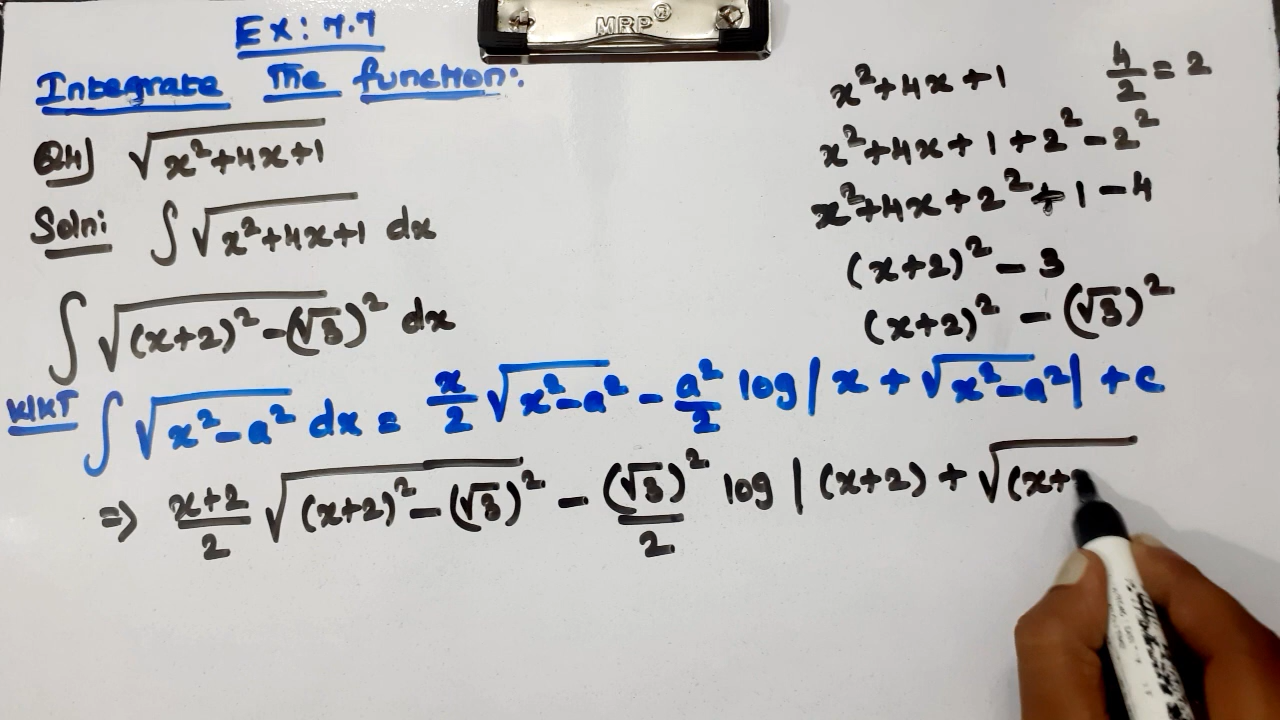 MRP®
Ex: 7.7
Integrate The function:
Q4) √(x²+4x+1)
Soln: ∫√(x²+4x+1) dx
∫√((x+2)²-(√3)²) dx
x²+4x+1 4/2 = 2
x²+4x+1+2²-2²
x²+4x+2²+1-4
(x+2)²-3
(x+2)²-(√3)²
WKT ∫√(x²-a²) dx = x/2 √(x²-a²) - a²/2 log|x+√(x²-a²)| + c
=> (x+2)/2 √((x+2)²-(√3)²) - (√3)²/2 log|(x+2)+√(x+